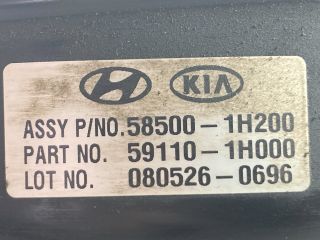 KIA
ASSY P/NO. 58500-1H200
PART NO. 59110-1H000
LOT NO. 080526-0696